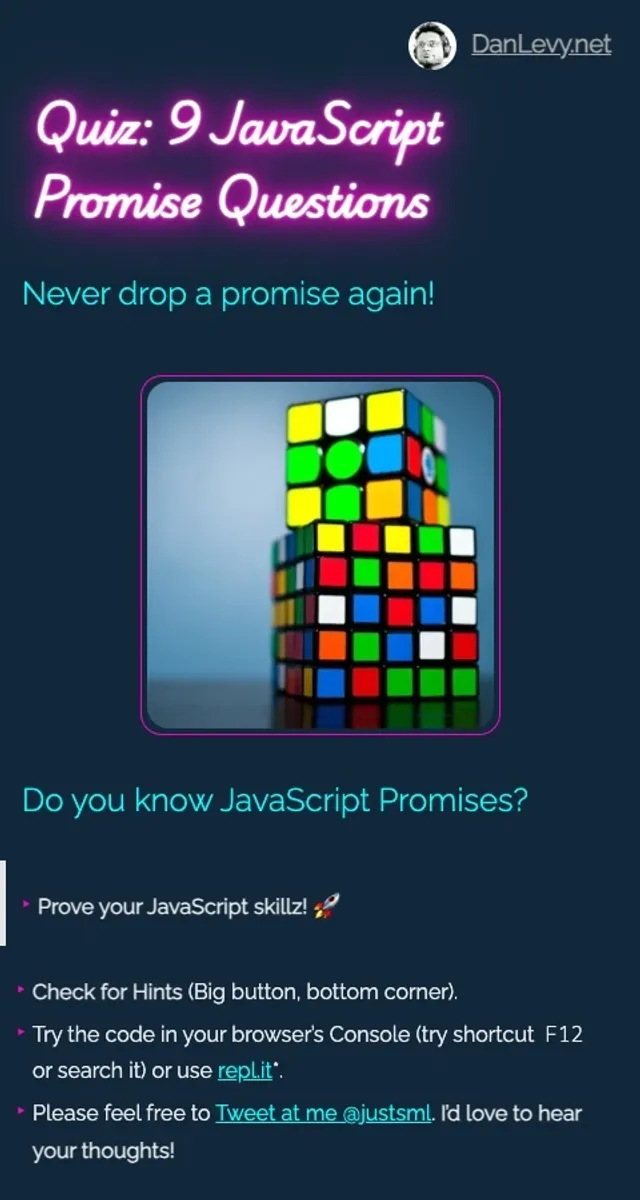 DanLevy.net
Quiz: 9 JavaScript
Promise Questions
Never drop a promise again!
Do you know JavaScript Promises?
‣ Prove your JavaScript skillz! 🚀
‣ Check for Hints (Big button, bottom corner).
‣ Try the code in your browser's Console (try shortcut F12
or search it) or use repl.it*.
‣ Please feel free to Tweet at me @justsml. I'd love to hear
your thoughts!